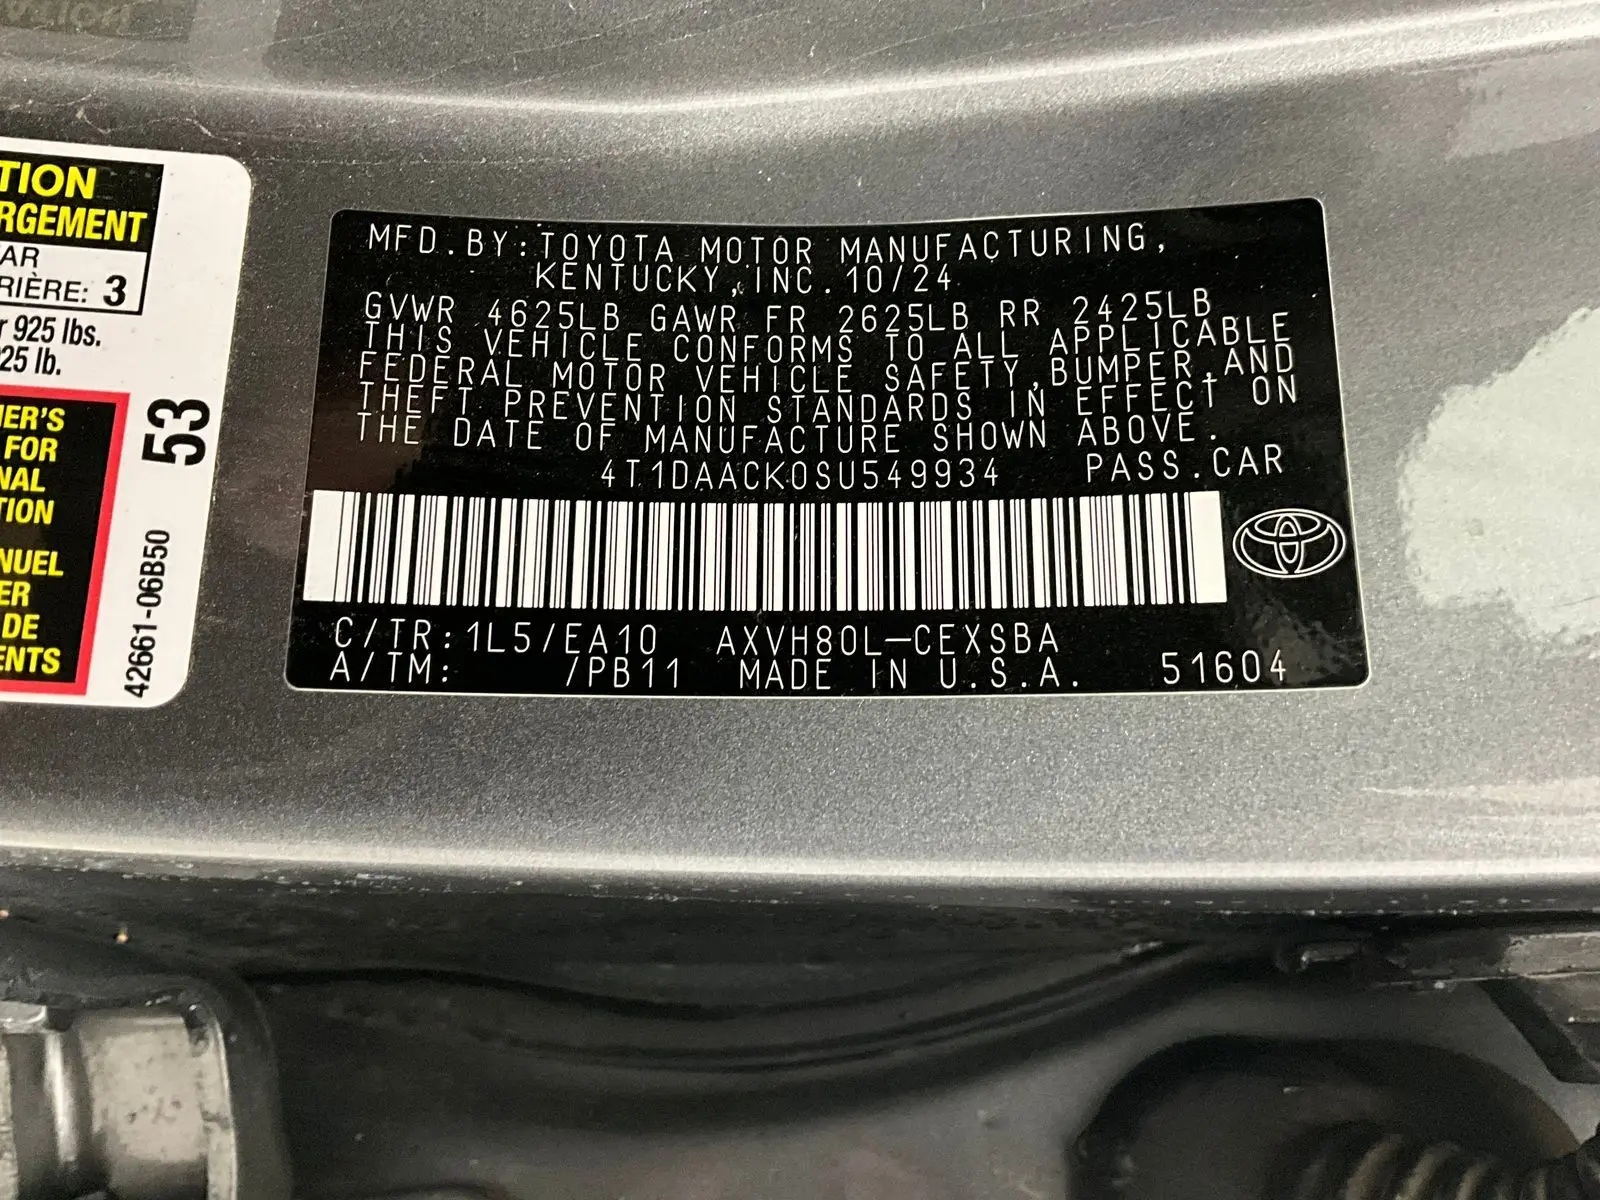 TION
RGEMENT
AR
RIÈRE: 3
r 925 lbs.
25 lb.
NER'S
FOR
NAL
TION
NUEL
ER
DE
ENTS
53
42661-06B50
MFD.BY:TOYOTA MOTOR MANUFACTURING,
KENTUCKY,INC.10/24
GVWR 4625LB GAWR FR 2625LB RR 2425LB
THIS VEHICLE CONFORMS TO ALL APPLICABLE
FEDERAL MOTOR VEHICLE SAFETY,BUMPER,AND
THEFT PREVENTION STANDARDS IN EFFECT ON
THE DATE OF MANUFACTURE SHOWN ABOVE.
4T1DAACK0SU549934 PASS.CAR
C/TR:1L5/EA10 AXVH80L-CEXSBA
A/TM: /PB11 MADE IN U.S.A. 51604